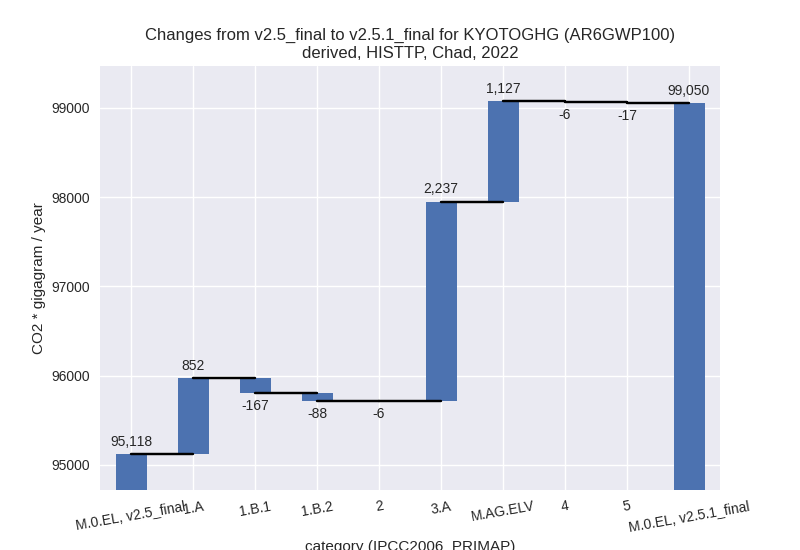 Changes from v2.5_final to v2.5.1_final for KYOTOGHG (AR6GWP100)
derived, HISTTP, Chad, 2022
CO2 * gigagram / year
99000
98000
97000
96000
95000
95,118
852
-167
-88
-6
2,237
1,127
-6
-17
99,050
M.0.EL, v2.5_final
1.A
1.B.1
1.B.2
2
3.A
M.AG.ELV
4
5
M.0.EL, v2.5.1_final
category (IPCC2006_PRIMAP)